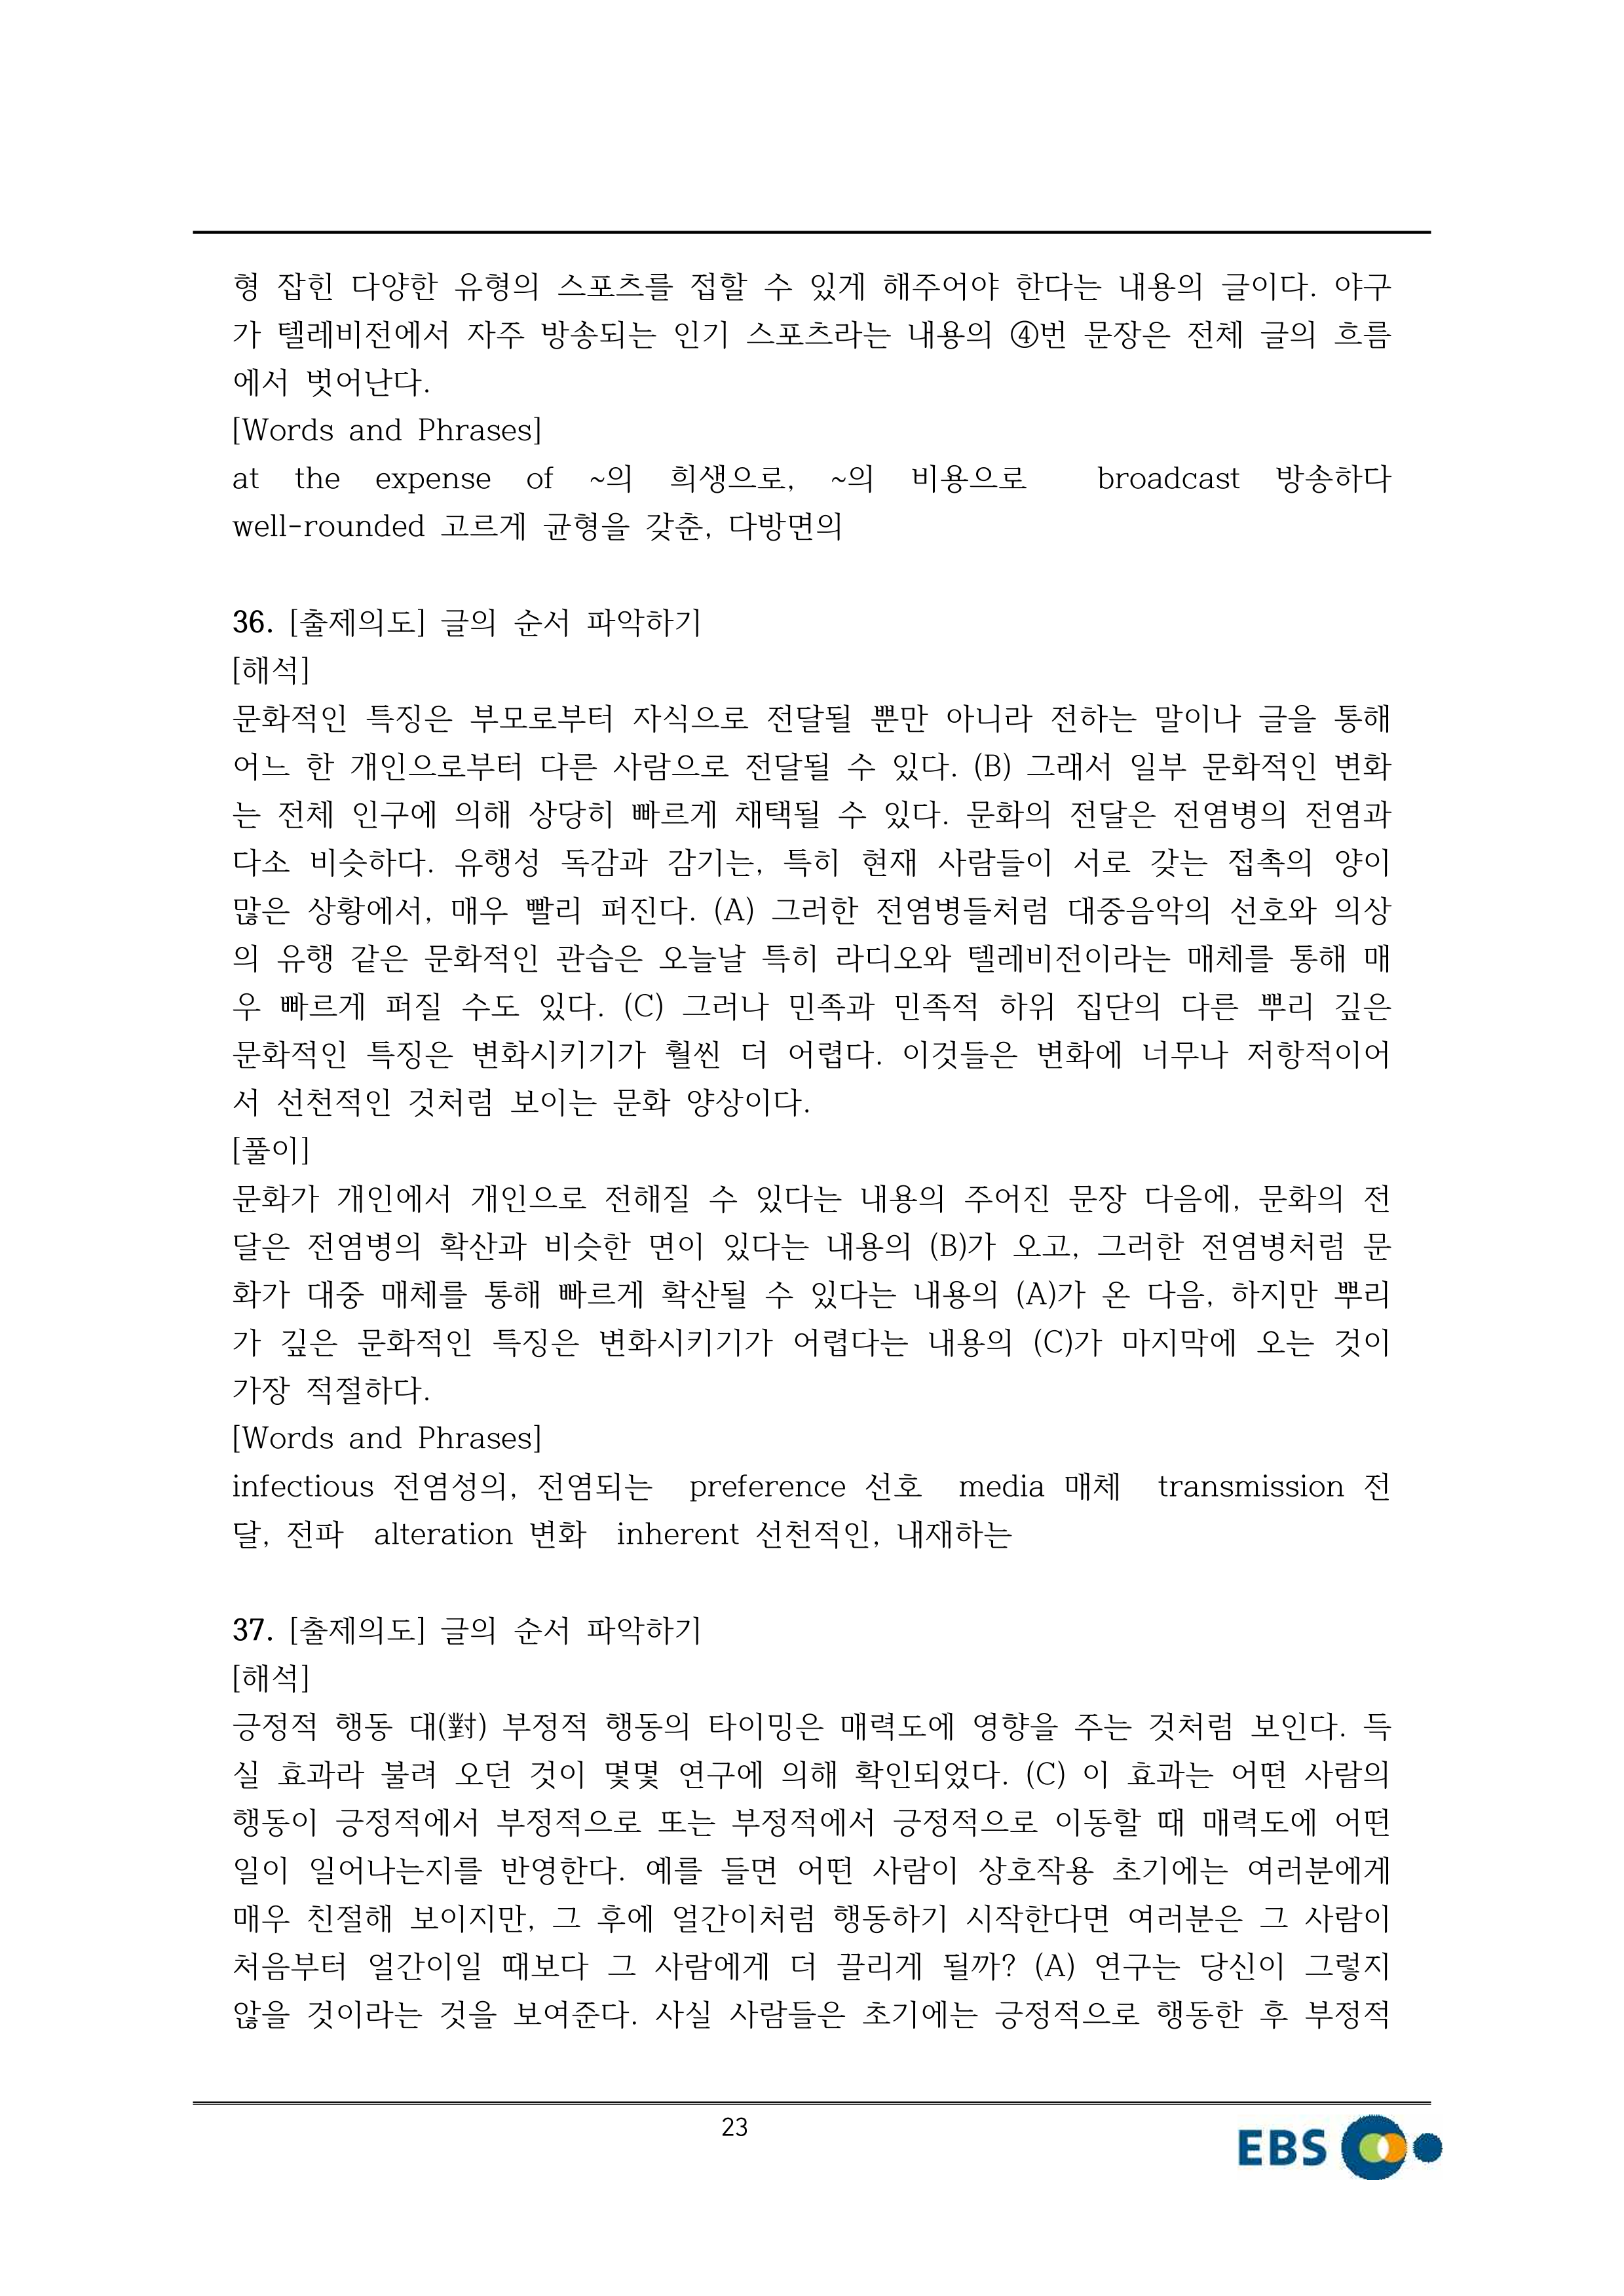 형 잡힌 다양한 유형의 스포츠를 접할 수 있게 해주어야 한다는 내용의 글이다. 야구
가 텔레비전에서 자주 방송되는 인기 스포츠라는 내용의 ④번 문장은 전체 글의 흐름
에서 벗어난다.
[Words and Phrases]
at the expense of ~의 희생으로, ~의 비용으로 broadcast 방송하다
well-rounded 고르게 균형을 갖춘, 다방면의
36. [출제의도] 글의 순서 파악하기
[해석]
문화적인 특징은 부모로부터 자식으로 전달될 뿐만 아니라 전하는 말이나 글을 통해
어느 한 개인으로부터 다른 사람으로 전달될 수 있다. (B) 그래서 일부 문화적인 변화
는 전체 인구에 의해 상당히 빠르게 채택될 수 있다. 문화의 전달은 전염병의 전염과
다소 비슷하다. 유행성 독감과 감기는, 특히 현재 사람들이 서로 갖는 접촉의 양이
많은 상황에서, 매우 빨리 퍼진다. (A) 그러한 전염병들처럼 대중음악의 선호와 의상
의 유행 같은 문화적인 관습은 오늘날 특히 라디오와 텔레비전이라는 매체를 통해 매
우 빠르게 퍼질 수도 있다. (C) 그러나 민족과 민족적 하위 집단의 다른 뿌리 깊은
문화적인 특징은 변화시키기가 훨씬 더 어렵다. 이것들은 변화에 너무나 저항적이어
서 선천적인 것처럼 보이는 문화 양상이다.
[풀이]
문화가 개인에서 개인으로 전해질 수 있다는 내용의 주어진 문장 다음에, 문화의 전
달은 전염병의 확산과 비슷한 면이 있다는 내용의 (B)가 오고, 그러한 전염병처럼 문
화가 대중 매체를 통해 빠르게 확산될 수 있다는 내용의 (A)가 온 다음, 하지만 뿌리
가 깊은 문화적인 특징은 변화시키기가 어렵다는 내용의 (C)가 마지막에 오는 것이
가장 적절하다.
[Words and Phrases]
infectious 전염성의, 전염되는 preference 선호 media 매체 transmission 전
달, 전파 alteration 변화 inherent 선천적인, 내재하는
37. [출제의도] 글의 순서 파악하기
[해석]
긍정적 행동 대(對) 부정적 행동의 타이밍은 매력도에 영향을 주는 것처럼 보인다. 득
실 효과라 불려 오던 것이 몇몇 연구에 의해 확인되었다. (C) 이 효과는 어떤 사람의
행동이 긍정적에서 부정적으로 또는 부정적에서 긍정적으로 이동할 때 매력도에 어떤
일이 일어나는지를 반영한다. 예를 들면 어떤 사람이 상호작용 초기에는 여러분에게
매우 친절해 보이지만, 그 후에 얼간이처럼 행동하기 시작한다면 여러분은 그 사람이
처음부터 얼간이일 때보다 그 사람에게 더 끌리게 될까? (A) 연구는 당신이 그렇지
않을 것이라는 것을 보여준다. 사실 사람들은 초기에는 긍정적으로 행동한 후 부정적
23
EBS